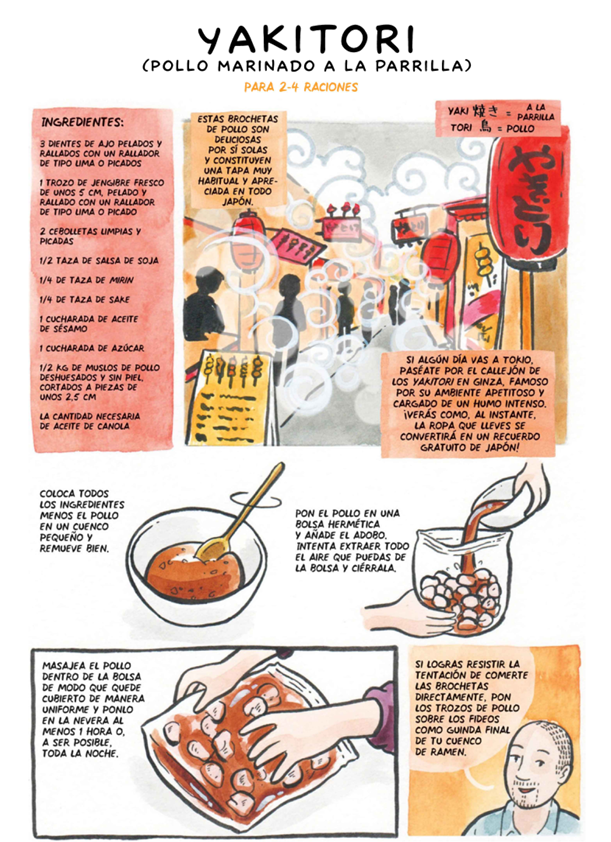 YAKITORI
(POLLO MARINADO A LA PARRILLA)
PARA 2-4 RACIONES
INGREDIENTES:
3 DIENTES DE AJO PELADOS Y
RALLADOS CON UN RALLADOR
DE TIPO LIMA O PICADOS
1 TROZO DE JENGIBRE FRESCO
DE UNOS 5 CM, PELADO Y
RALLADO CON UN RALLADOR
DE TIPO LIMA O PICADO
2 CEBOLLETAS LIMPIAS Y
PICADAS
1/2 TAZA DE SALSA DE SOJA
1/4 DE TAZA DE MIRIN
1/4 DE TAZA DE SAKE
1 CUCHARADA DE ACEITE
DE SÉSAMO
1 CUCHARADA DE AZÚCAR
1/2 KG DE MUSLOS DE POLLO
DESHUESADOS Y SIN PIEL,
CORTADOS A PIEZAS DE
UNOS 2,5 CM
LA CANTIDAD NECESARIA
DE ACEITE DE CANOLA
ESTAS BROCHETAS
DE POLLO SON
DELICIOSAS
POR SÍ SOLAS
Y CONSTITUYEN
UNA TAPA MUY
HABITUAL Y APRE-
CIADA EN TODO
JAPÓN.
YAKI 焼き = A LA
PARRILLA
TORI 鳥 = POLLO
SI ALGÚN DÍA VAS A TOKIO,
PASÉATE POR EL CALLEJÓN DE
LOS YAKITORI EN GINZA, FAMOSO
POR SU AMBIENTE APETITOSO Y
CARGADO DE UN HUMO INTENSO.
¡VERÁS COMO, AL INSTANTE,
LA ROPA QUE LLEVES SE
CONVERTIRÁ EN UN RECUERDO
GRATUITO DE JAPÓN!
COLOCA TODOS
LOS INGREDIENTES
MENOS EL POLLO
EN UN CUENCO
PEQUEÑO Y
REMUEVE BIEN.
PON EL POLLO EN UNA
BOLSA HERMÉTICA
Y AÑADE EL ADOBO.
INTENTA EXTRAER TODO
EL AIRE QUE PUEDAS DE
LA BOLSA Y CIÉRRALA.
MASAJEA EL POLLO
DENTRO DE LA BOLSA
DE MODO QUE QUEDE
CUBIERTO DE MANERA
UNIFORME Y PONLO
EN LA NEVERA AL
MENOS 1 HORA O,
A SER POSIBLE,
TODA LA NOCHE.
SI LOGRAS RESISTIR LA
TENTACIÓN DE COMERTE
LAS BROCHETAS
DIRECTAMENTE, PON
LOS TROZOS DE POLLO
SOBRE LOS FIDEOS
COMO GUINDA FINAL
DE TU CUENCO
DE RAMEN.